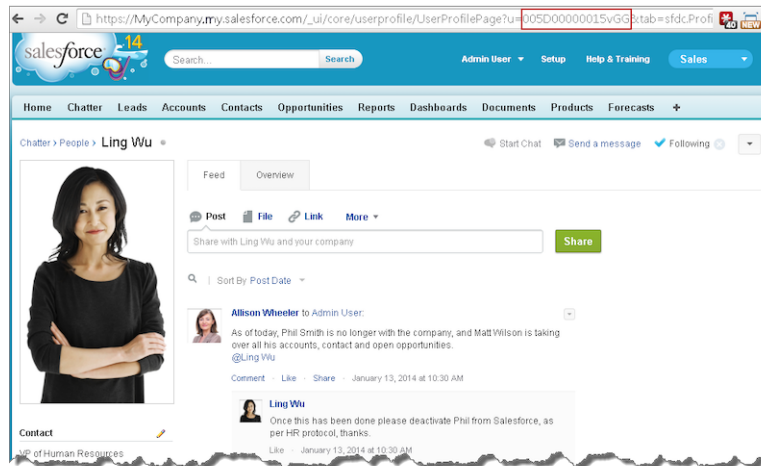 https://MyCompany.my.salesforce.com/_ui/core/userprofile/UserProfilePage?u=005D00000015vGG&tab=sfdc.Profi
40 NEW
salesforce '14
Search... Search Admin User Setup Help & Training Sales
Home Chatter Leads Accounts Contacts Opportunities Reports Dashboards Documents Products Forecasts +
Chatter > People > Ling Wu Start Chat Send a message Following
Feed Overview
Post File Link More
Share with Ling Wu and your company Share
Sort By Post Date
Allison Wheeler to Admin User:
As of today, Phil Smith is no longer with the company, and Matt Wilson is taking
over all his accounts, contact and open opportunities.
@Ling Wu
Comment · Like · Share · January 13, 2014 at 10:30 AM
Ling Wu
Once this has been done please deactivate Phil from Salesforce, as
per HR protocol, thanks.
Like · January 13, 2014 at 10:30 AM
Contact
VP of Human Resources